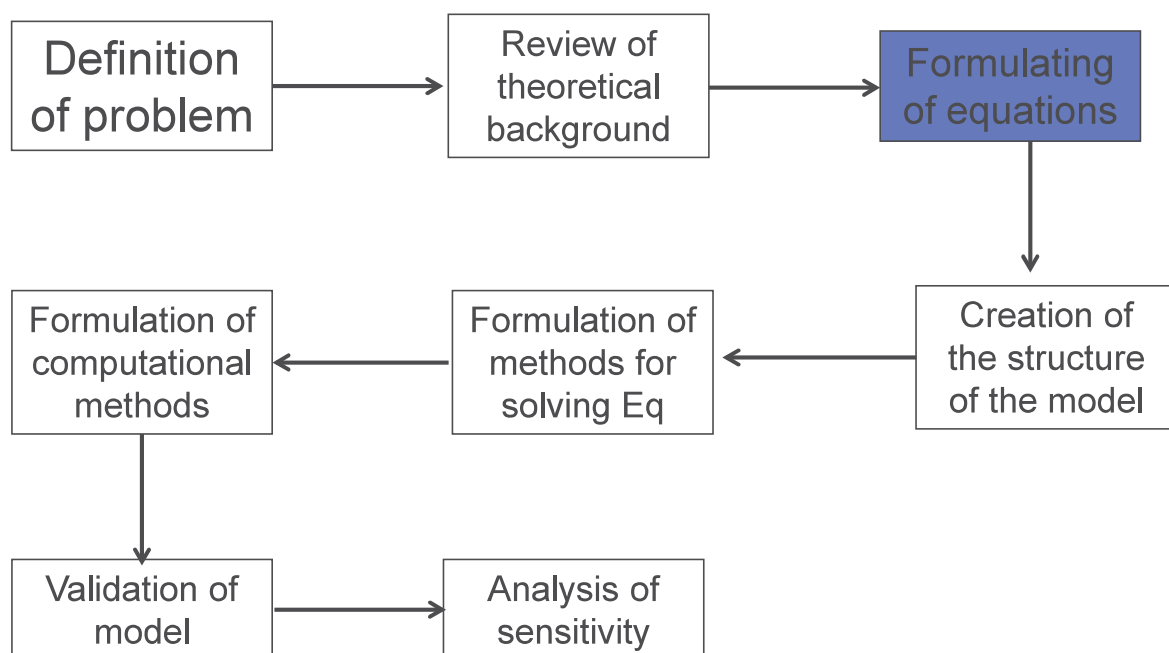 Definition
of problem
Review of
theoretical
background
Formulating
of equations
Creation of
the structure
of the model
Formulation of
methods for
solving Eq
Formulation of
computational
methods
Validation of
model
Analysis of
sensitivity